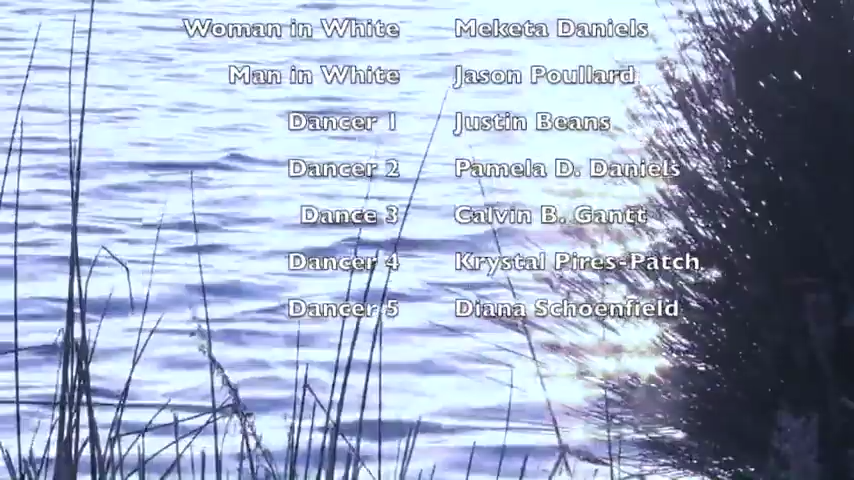 Woman in White Meketa Daniels
Man in White Jason Poullard
Dancer 1 Justin Beans
Dancer 2 Pamela D. Daniels
Dance 3 Calvin B. Gantt
Dancer 4 Krystal Pires-Patch
Dancer 5 Diana Schoenfield